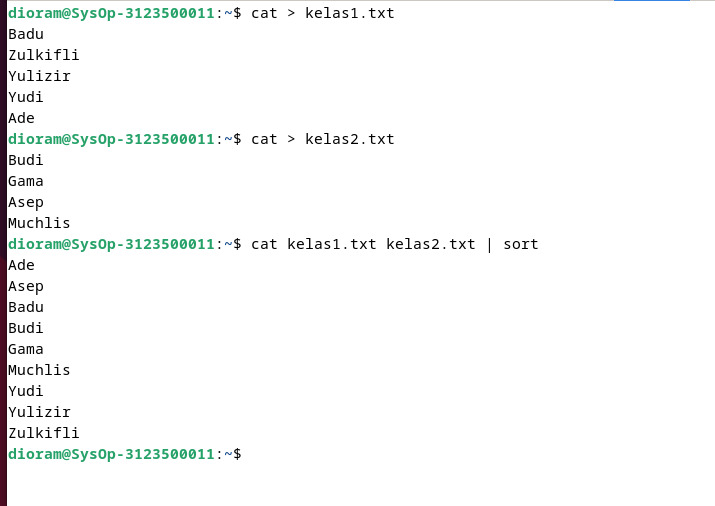 dioram@SysOp-3123500011:~$ cat > kelas1.txt
Badu
Zulkifli
Yulizir
Yudi
Ade
dioram@SysOp-3123500011:~$ cat > kelas2.txt
Budi
Gama
Asep
Muchlis
dioram@SysOp-3123500011:~$ cat kelas1.txt kelas2.txt | sort
Ade
Asep
Badu
Budi
Gama
Muchlis
Yudi
Yulizir
Zulkifli
dioram@SysOp-3123500011:~$